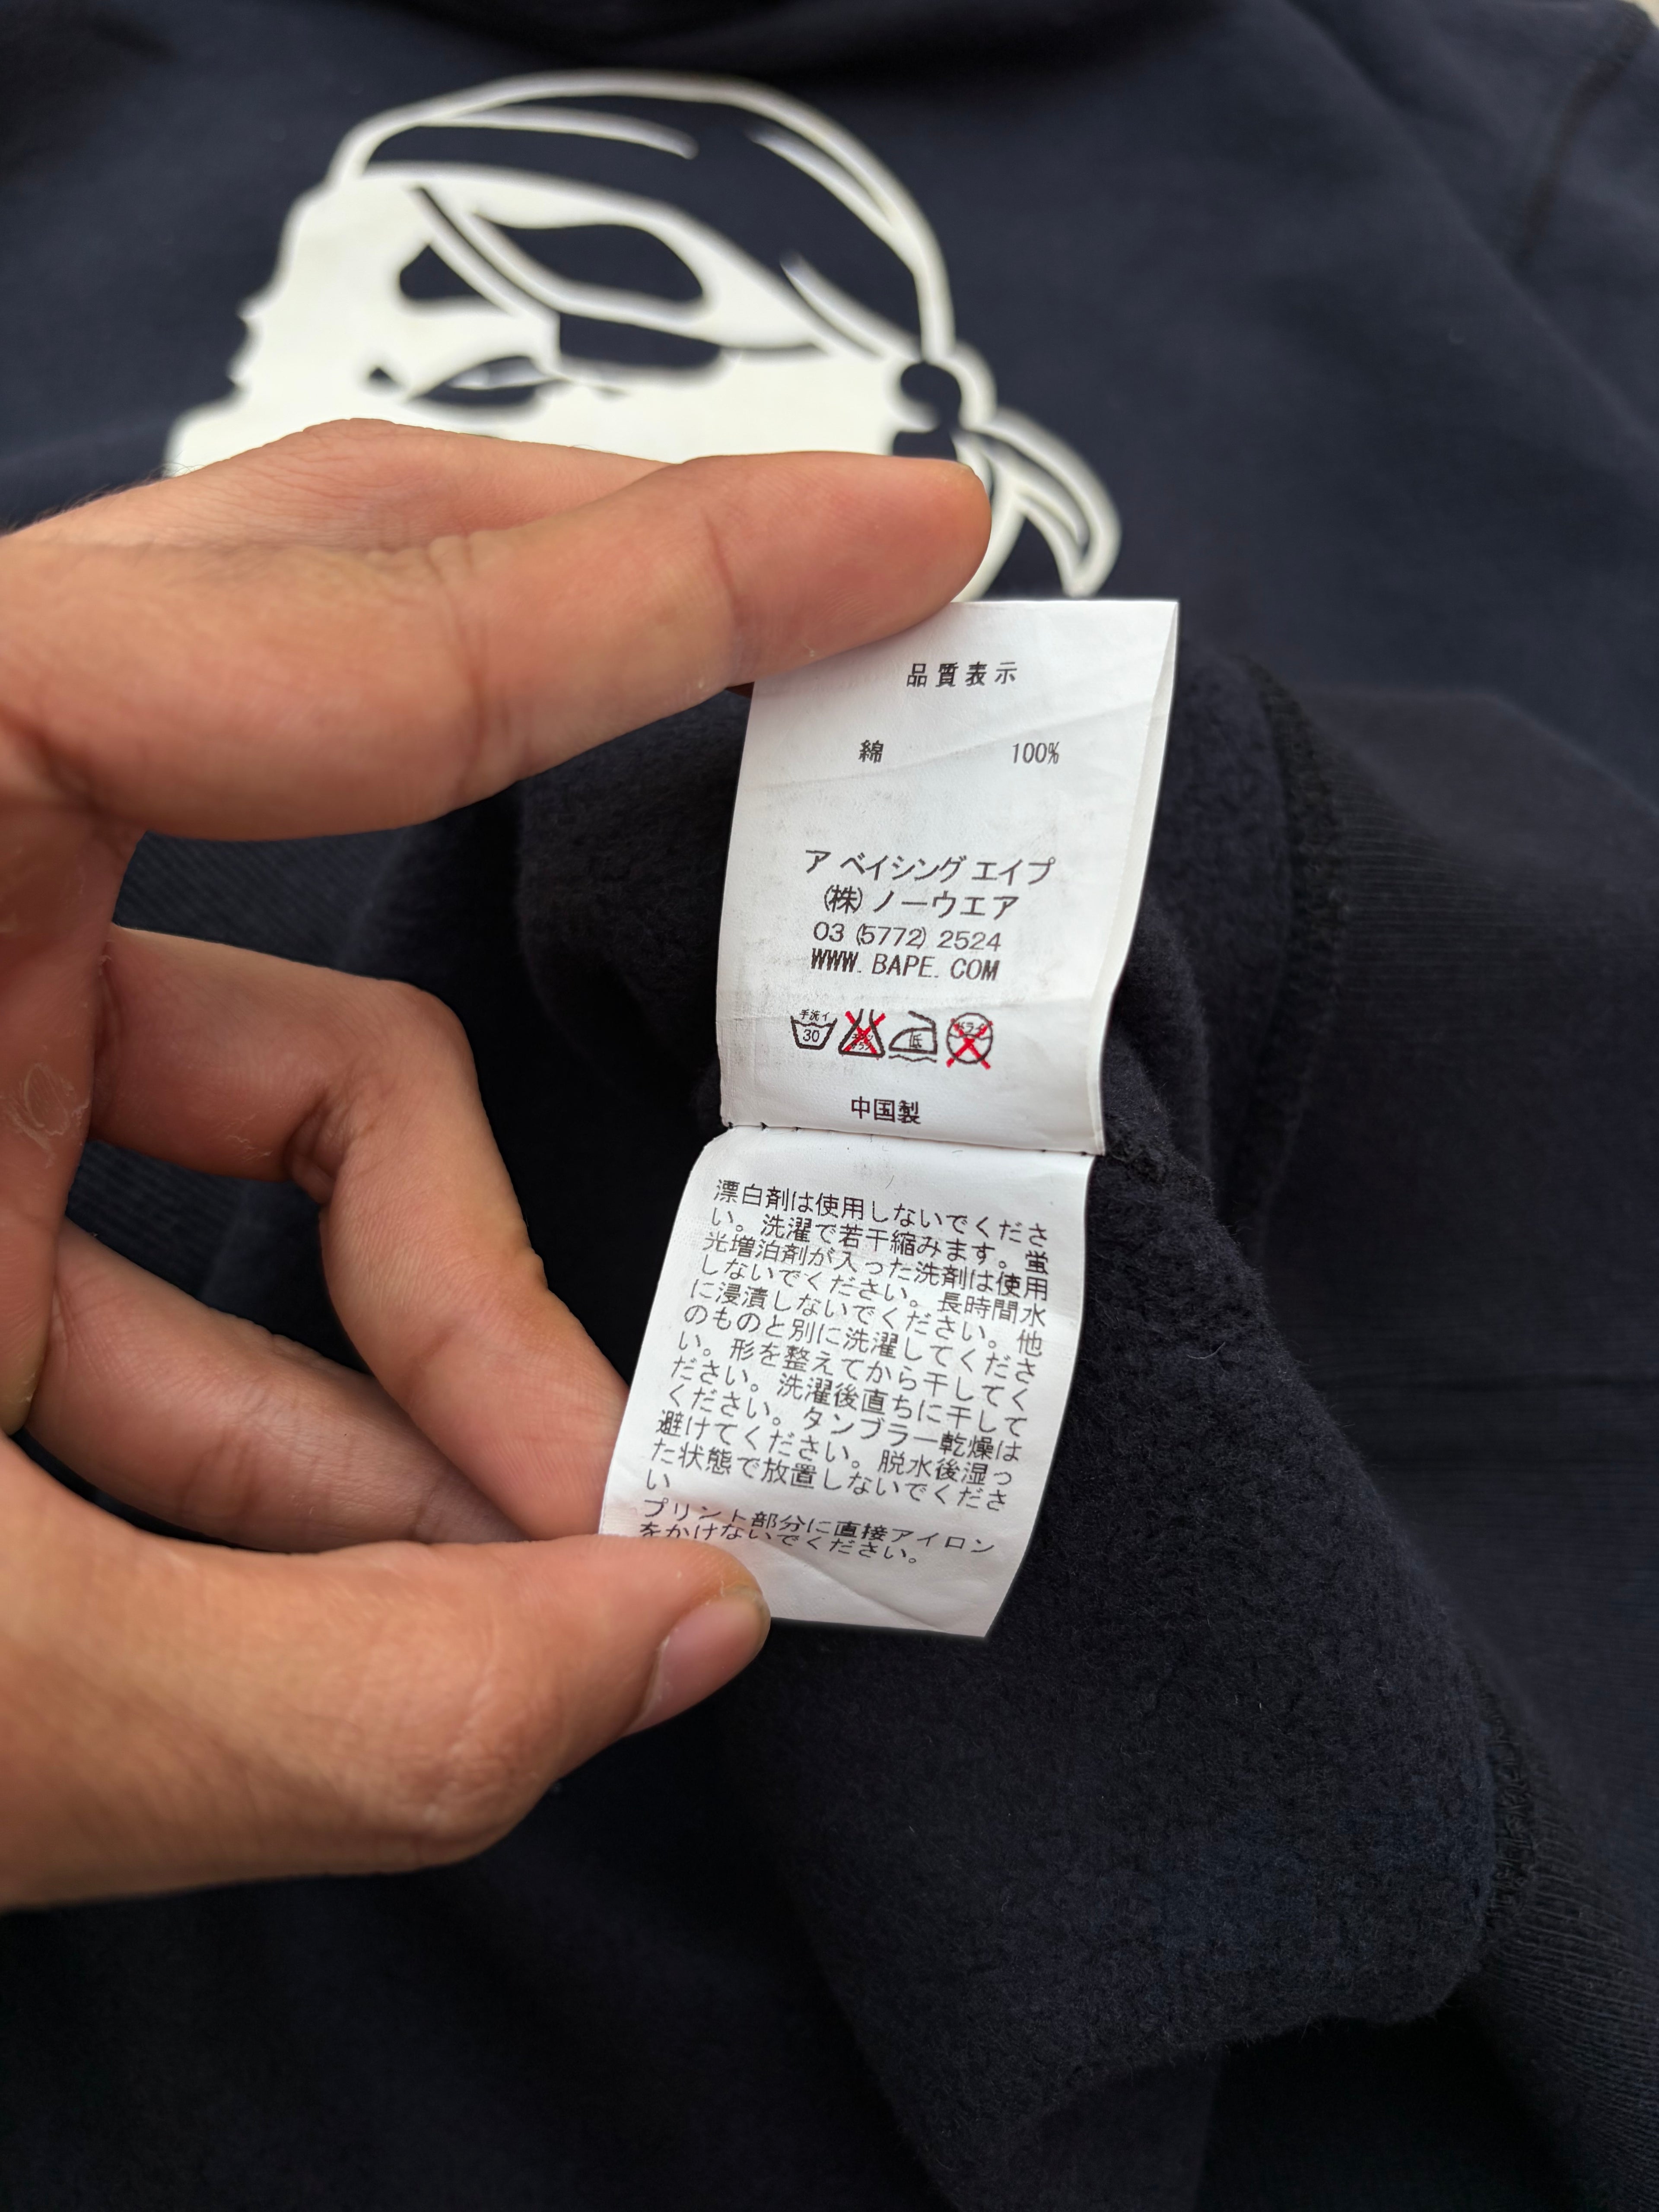 品質表示
綿 100%
ア ベイシング エイプ
(株) ノーウエア
03 (5772) 2524
WWW. BAPE. COM
手洗イ
30
低
中国製
漂白剤は使用しないでくださ
い。洗濯で若干縮みます。蛍
光増泊剤が入った洗剤は使用
しないでください。長時間水
に浸漬しないでください。他
のものと別に洗濯してくださ
い。形を整えてから干してく
ださい。洗濯後直ちに干して
ください。タンブラー乾燥は
避けてください。脱水後湿っ
た状態で放置しないでくださ
い
プリント部分に直接アイロン
をかけないでください。